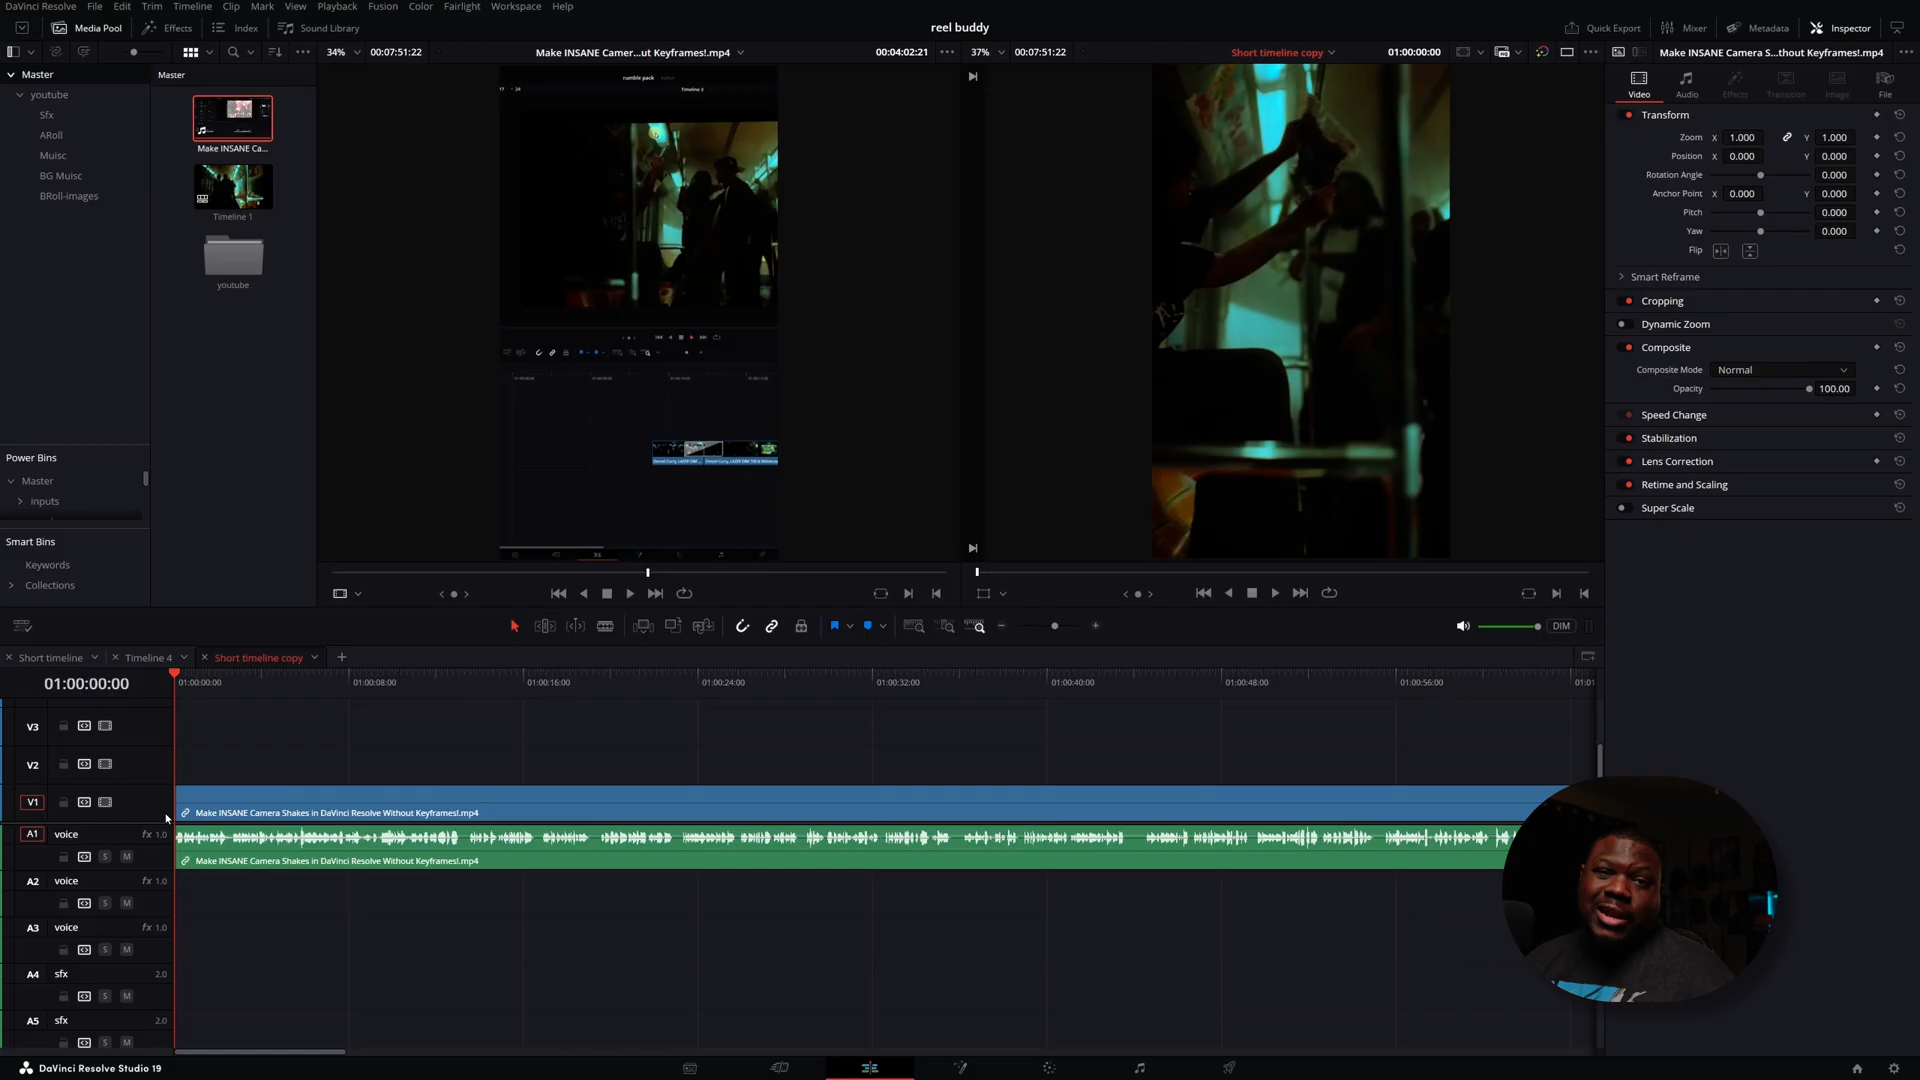 DaVinci Resolve File Edit Trim Timeline Clip Mark View Playback Fusion Color Fairlight Workspace Help
Media Pool Effects Index Sound Library reel buddy Quick Export Mixer Metadata Inspector
34% 00:07:51:22 Make INSANE Camer...ut Keyframes!.mp4 00:04:02:21 37% 00:07:51:22 Short timeline copy 01:00:00:00 Make INSANE Camera S...thout Keyframes!.mp4
Master
youtube
Sfx
ARoll
Muisc
BG Muisc
BRoll-images
Master
Make INSANE Ca...
Timeline 1
youtube
Power Bins
Master
inputs
Smart Bins
Keywords
Collections
rumble pack
Timeline 3
Video Audio Effects Transition Image File
Transform
Zoom X 1.000 Y 1.000
Position X 0.000 Y 0.000
Rotation Angle 0.000
Anchor Point X 0.000 Y 0.000
Pitch 0.000
Yaw 0.000
Flip
Smart Reframe
Cropping
Dynamic Zoom
Composite
Composite Mode Normal
Opacity 100.00
Speed Change
Stabilization
Lens Correction
Retime and Scaling
Super Scale
DIM
Short timeline Timeline 4 Short timeline copy
01:00:00:00
01:00:00:00 01:00:08:00 01:00:16:00 01:00:24:00 01:00:32:00 01:00:40:00 01:00:48:00 01:00:56:00 01:01
V3
V2
V1
Make INSANE Camera Shakes in DaVinci Resolve Without Keyframes!.mp4
A1 voice fx 1.0
S M
Make INSANE Camera Shakes in DaVinci Resolve Without Keyframes!.mp4
A2 voice fx 1.0
S M
A3 voice fx 1.0
S M
A4 sfx 2.0
S M
A5 sfx 2.0
S M
DaVinci Resolve Studio 19